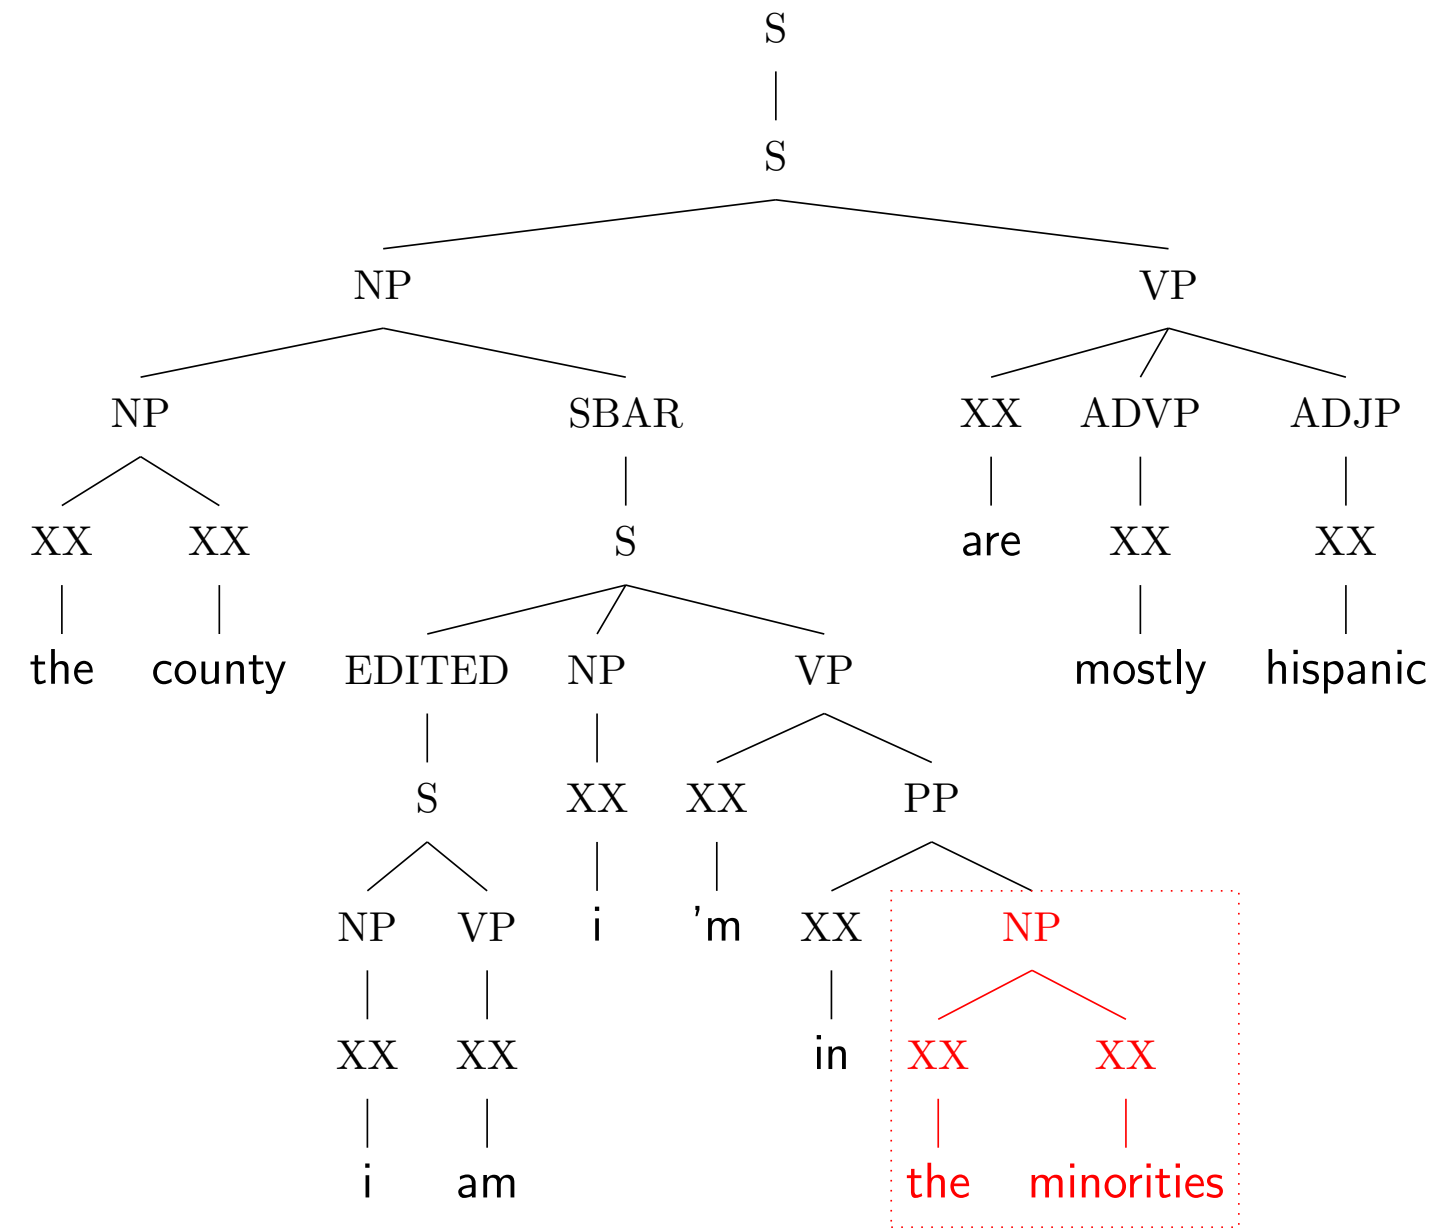 S
S
NP VP
NP SBAR XX ADVP ADJP
XX XX S are XX XX
the county EDITED NP VP mostly hispanic
S XX XX PP
NP VP i 'm XX NP
XX XX in XX XX
i am the minorities